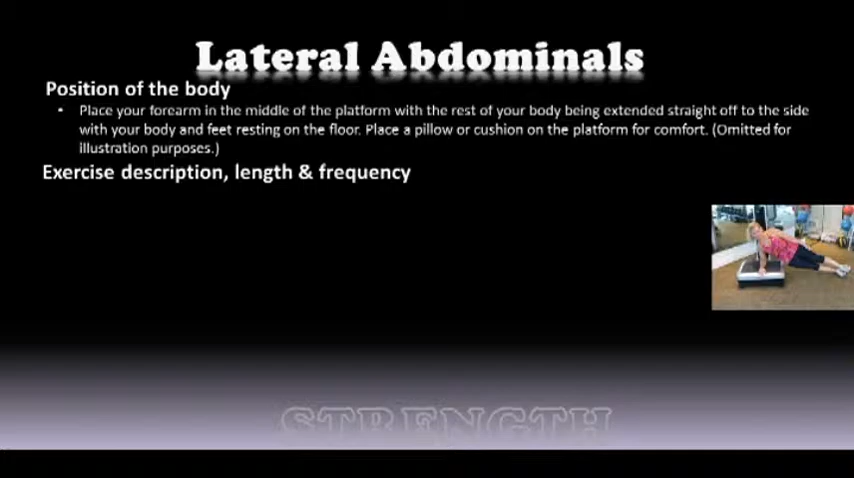 Lateral Abdominals
Position of the body
• Place your forearm in the middle of the platform with the rest of your body being extended straight off to the side
with your body and feet resting on the floor. Place a pillow or cushion on the platform for comfort. (Omitted for
illustration purposes.)
Exercise description, length & frequency
STRENGTH